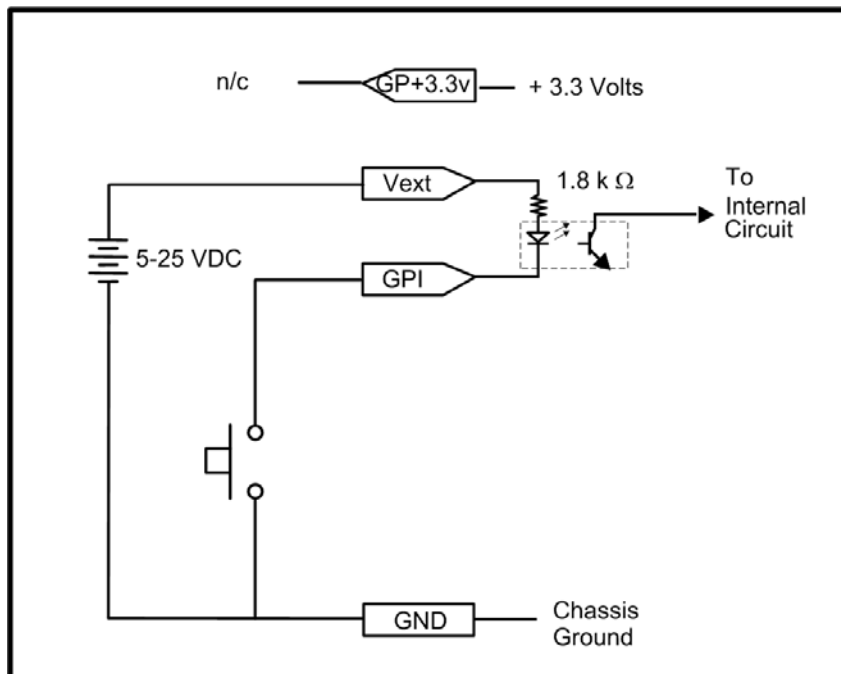 n/c
GP+3.3v
+ 3.3 Volts
Vext
1.8 k Ω
To
Internal
Circuit
5-25 VDC
GPI
GND
Chassis
Ground